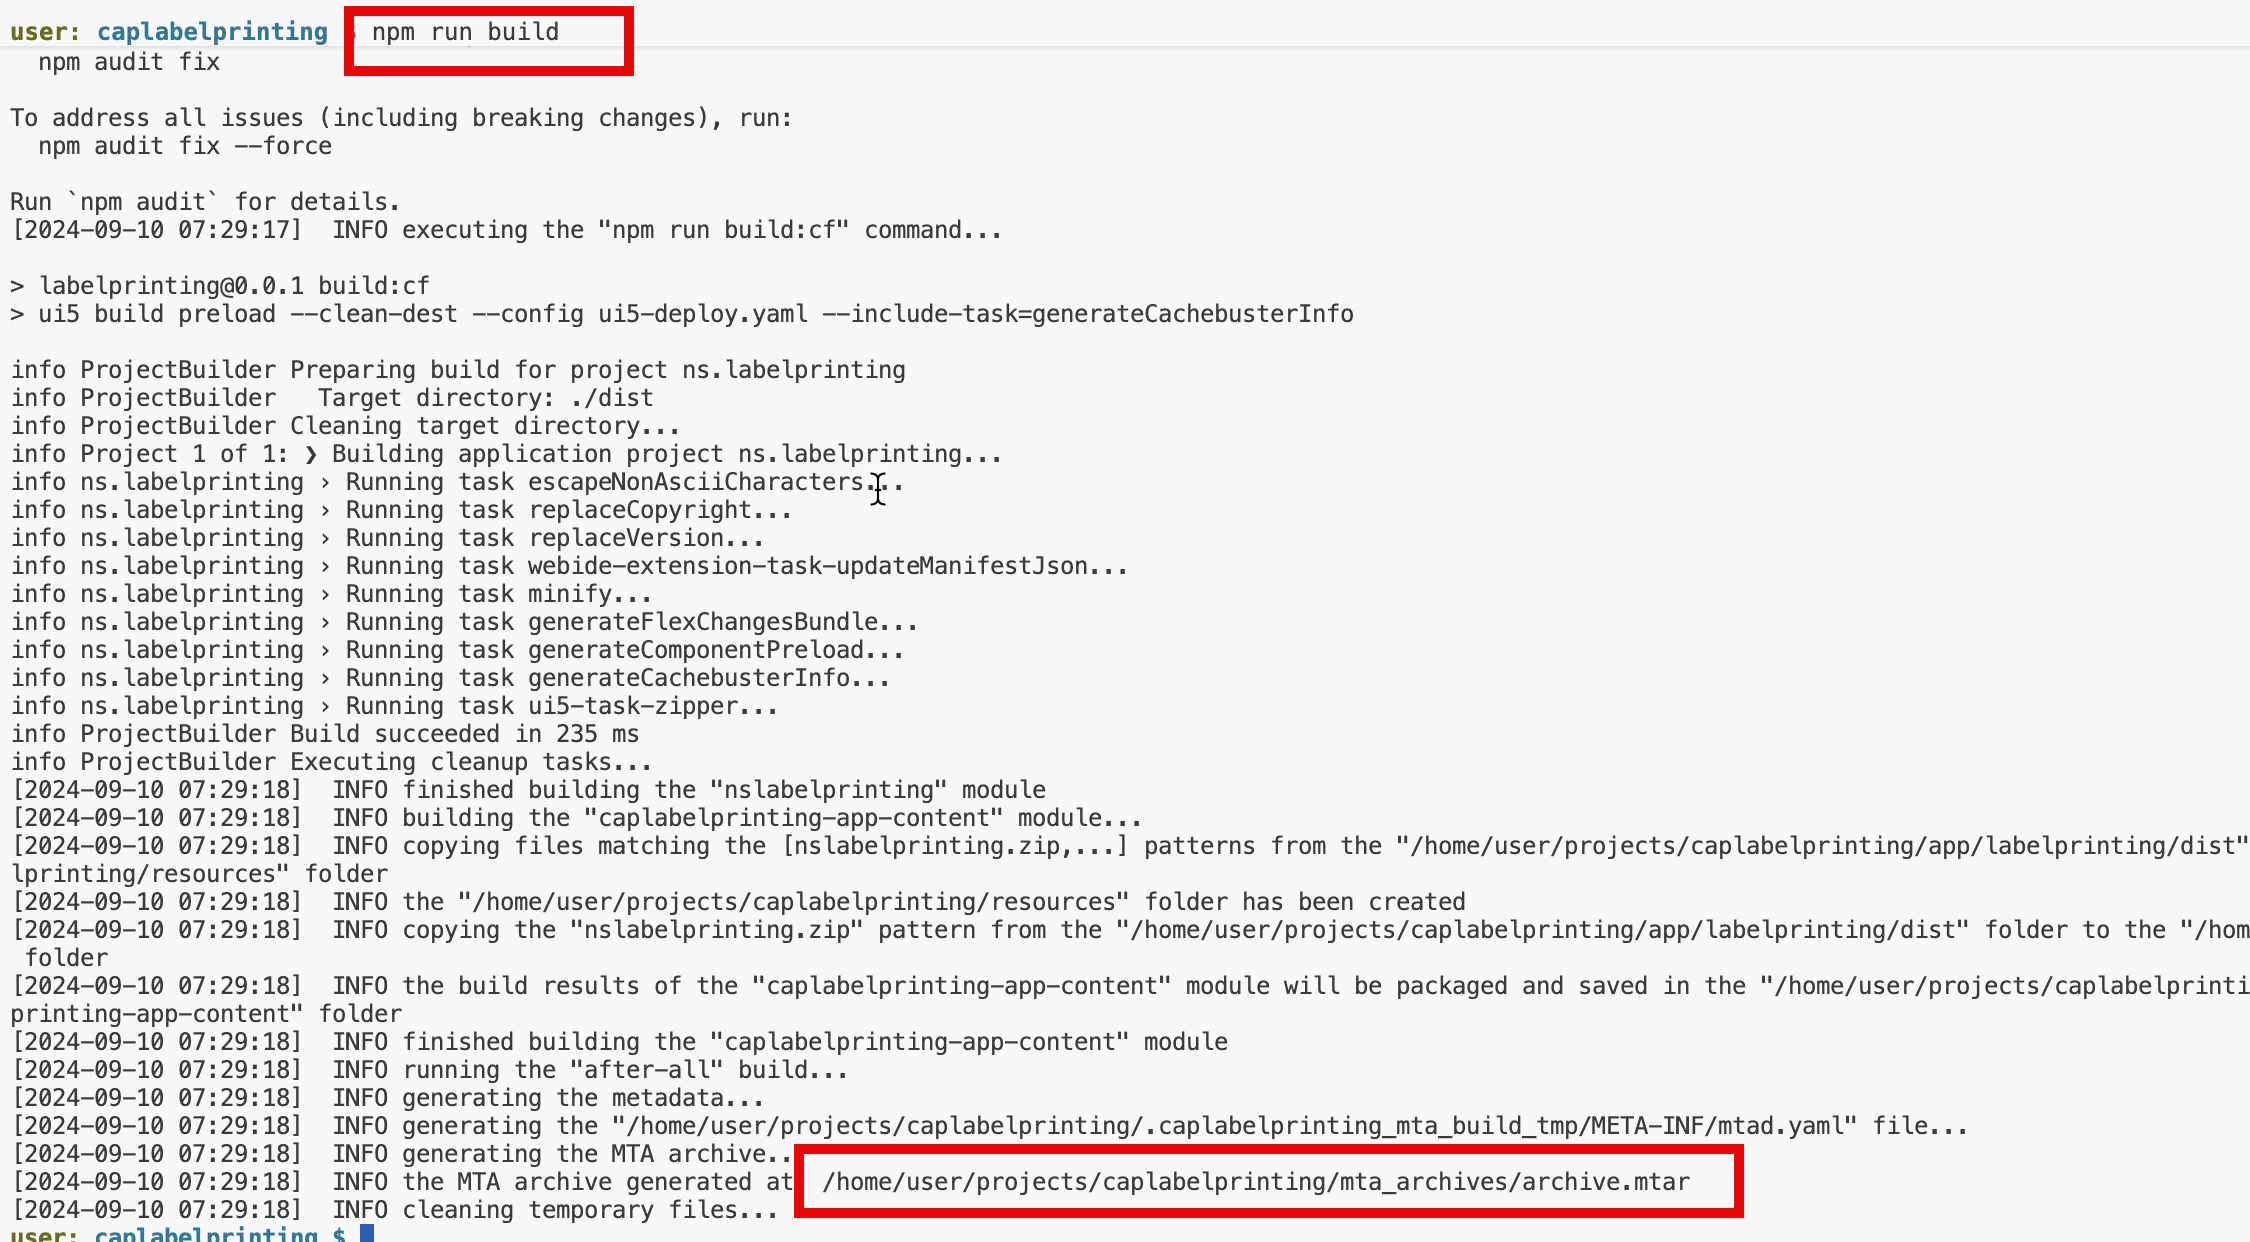 user: caplabelprinting $ npm run build
  npm audit fix

To address all issues (including breaking changes), run:
  npm audit fix --force

Run `npm audit` for details.
[2024-09-10 07:29:17]  INFO executing the "npm run build:cf" command...

> labelprinting@0.0.1 build:cf
> ui5 build preload --clean-dest --config ui5-deploy.yaml --include-task=generateCachebusterInfo

info ProjectBuilder Preparing build for project ns.labelprinting
info ProjectBuilder   Target directory: ./dist
info ProjectBuilder Cleaning target directory...
info Project 1 of 1: ❯ Building application project ns.labelprinting...
info ns.labelprinting › Running task escapeNonAsciiCharacters...
info ns.labelprinting › Running task replaceCopyright...
info ns.labelprinting › Running task replaceVersion...
info ns.labelprinting › Running task webide-extension-task-updateManifestJson...
info ns.labelprinting › Running task minify...
info ns.labelprinting › Running task generateFlexChangesBundle...
info ns.labelprinting › Running task generateComponentPreload...
info ns.labelprinting › Running task generateCachebusterInfo...
info ns.labelprinting › Running task ui5-task-zipper...
info ProjectBuilder Build succeeded in 235 ms
info ProjectBuilder Executing cleanup tasks...
[2024-09-10 07:29:18]  INFO finished building the "nslabelprinting" module
[2024-09-10 07:29:18]  INFO building the "caplabelprinting-app-content" module...
[2024-09-10 07:29:18]  INFO copying files matching the [nslabelprinting.zip,...] patterns from the "/home/user/projects/caplabelprinting/app/labelprinting/dist"
lprinting/resources" folder
[2024-09-10 07:29:18]  INFO the "/home/user/projects/caplabelprinting/resources" folder has been created
[2024-09-10 07:29:18]  INFO copying the "nslabelprinting.zip" pattern from the "/home/user/projects/caplabelprinting/app/labelprinting/dist" folder to the "/hom
 folder
[2024-09-10 07:29:18]  INFO the build results of the "caplabelprinting-app-content" module will be packaged and saved in the "/home/user/projects/caplabelprinti
printing-app-content" folder
[2024-09-10 07:29:18]  INFO finished building the "caplabelprinting-app-content" module
[2024-09-10 07:29:18]  INFO running the "after-all" build...
[2024-09-10 07:29:18]  INFO generating the metadata...
[2024-09-10 07:29:18]  INFO generating the "/home/user/projects/caplabelprinting/.caplabelprinting_mta_build_tmp/META-INF/mtad.yaml" file...
[2024-09-10 07:29:18]  INFO generating the MTA archive...
[2024-09-10 07:29:18]  INFO the MTA archive generated at: /home/user/projects/caplabelprinting/mta_archives/archive.mtar
[2024-09-10 07:29:18]  INFO cleaning temporary files...
user: caplabelprinting $